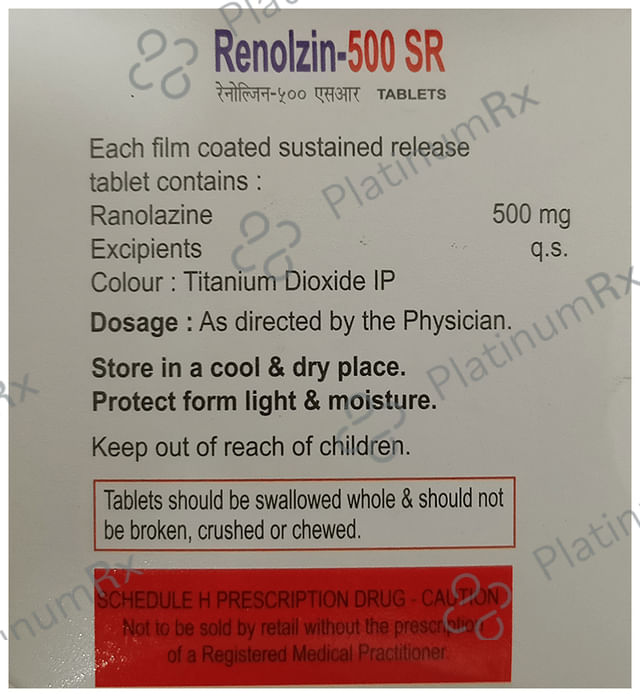 Renolzin-500 SR
रेनोल्जिन-५०० एसआर TABLETS
Each film coated sustained release
tablet contains :
Ranolazine 500 mg
Excipients q.s.
Colour : Titanium Dioxide IP
Dosage : As directed by the Physician.
Store in a cool & dry place.
Protect form light & moisture.
Keep out of reach of children.
Tablets should be swallowed whole & should not
be broken, crushed or chewed.
SCHEDULE H PRESCRIPTION DRUG - CAUTION
Not to be sold by retail without the prescription
of a Registered Medical Practitioner.
PlatinumRx
PlatinumRx